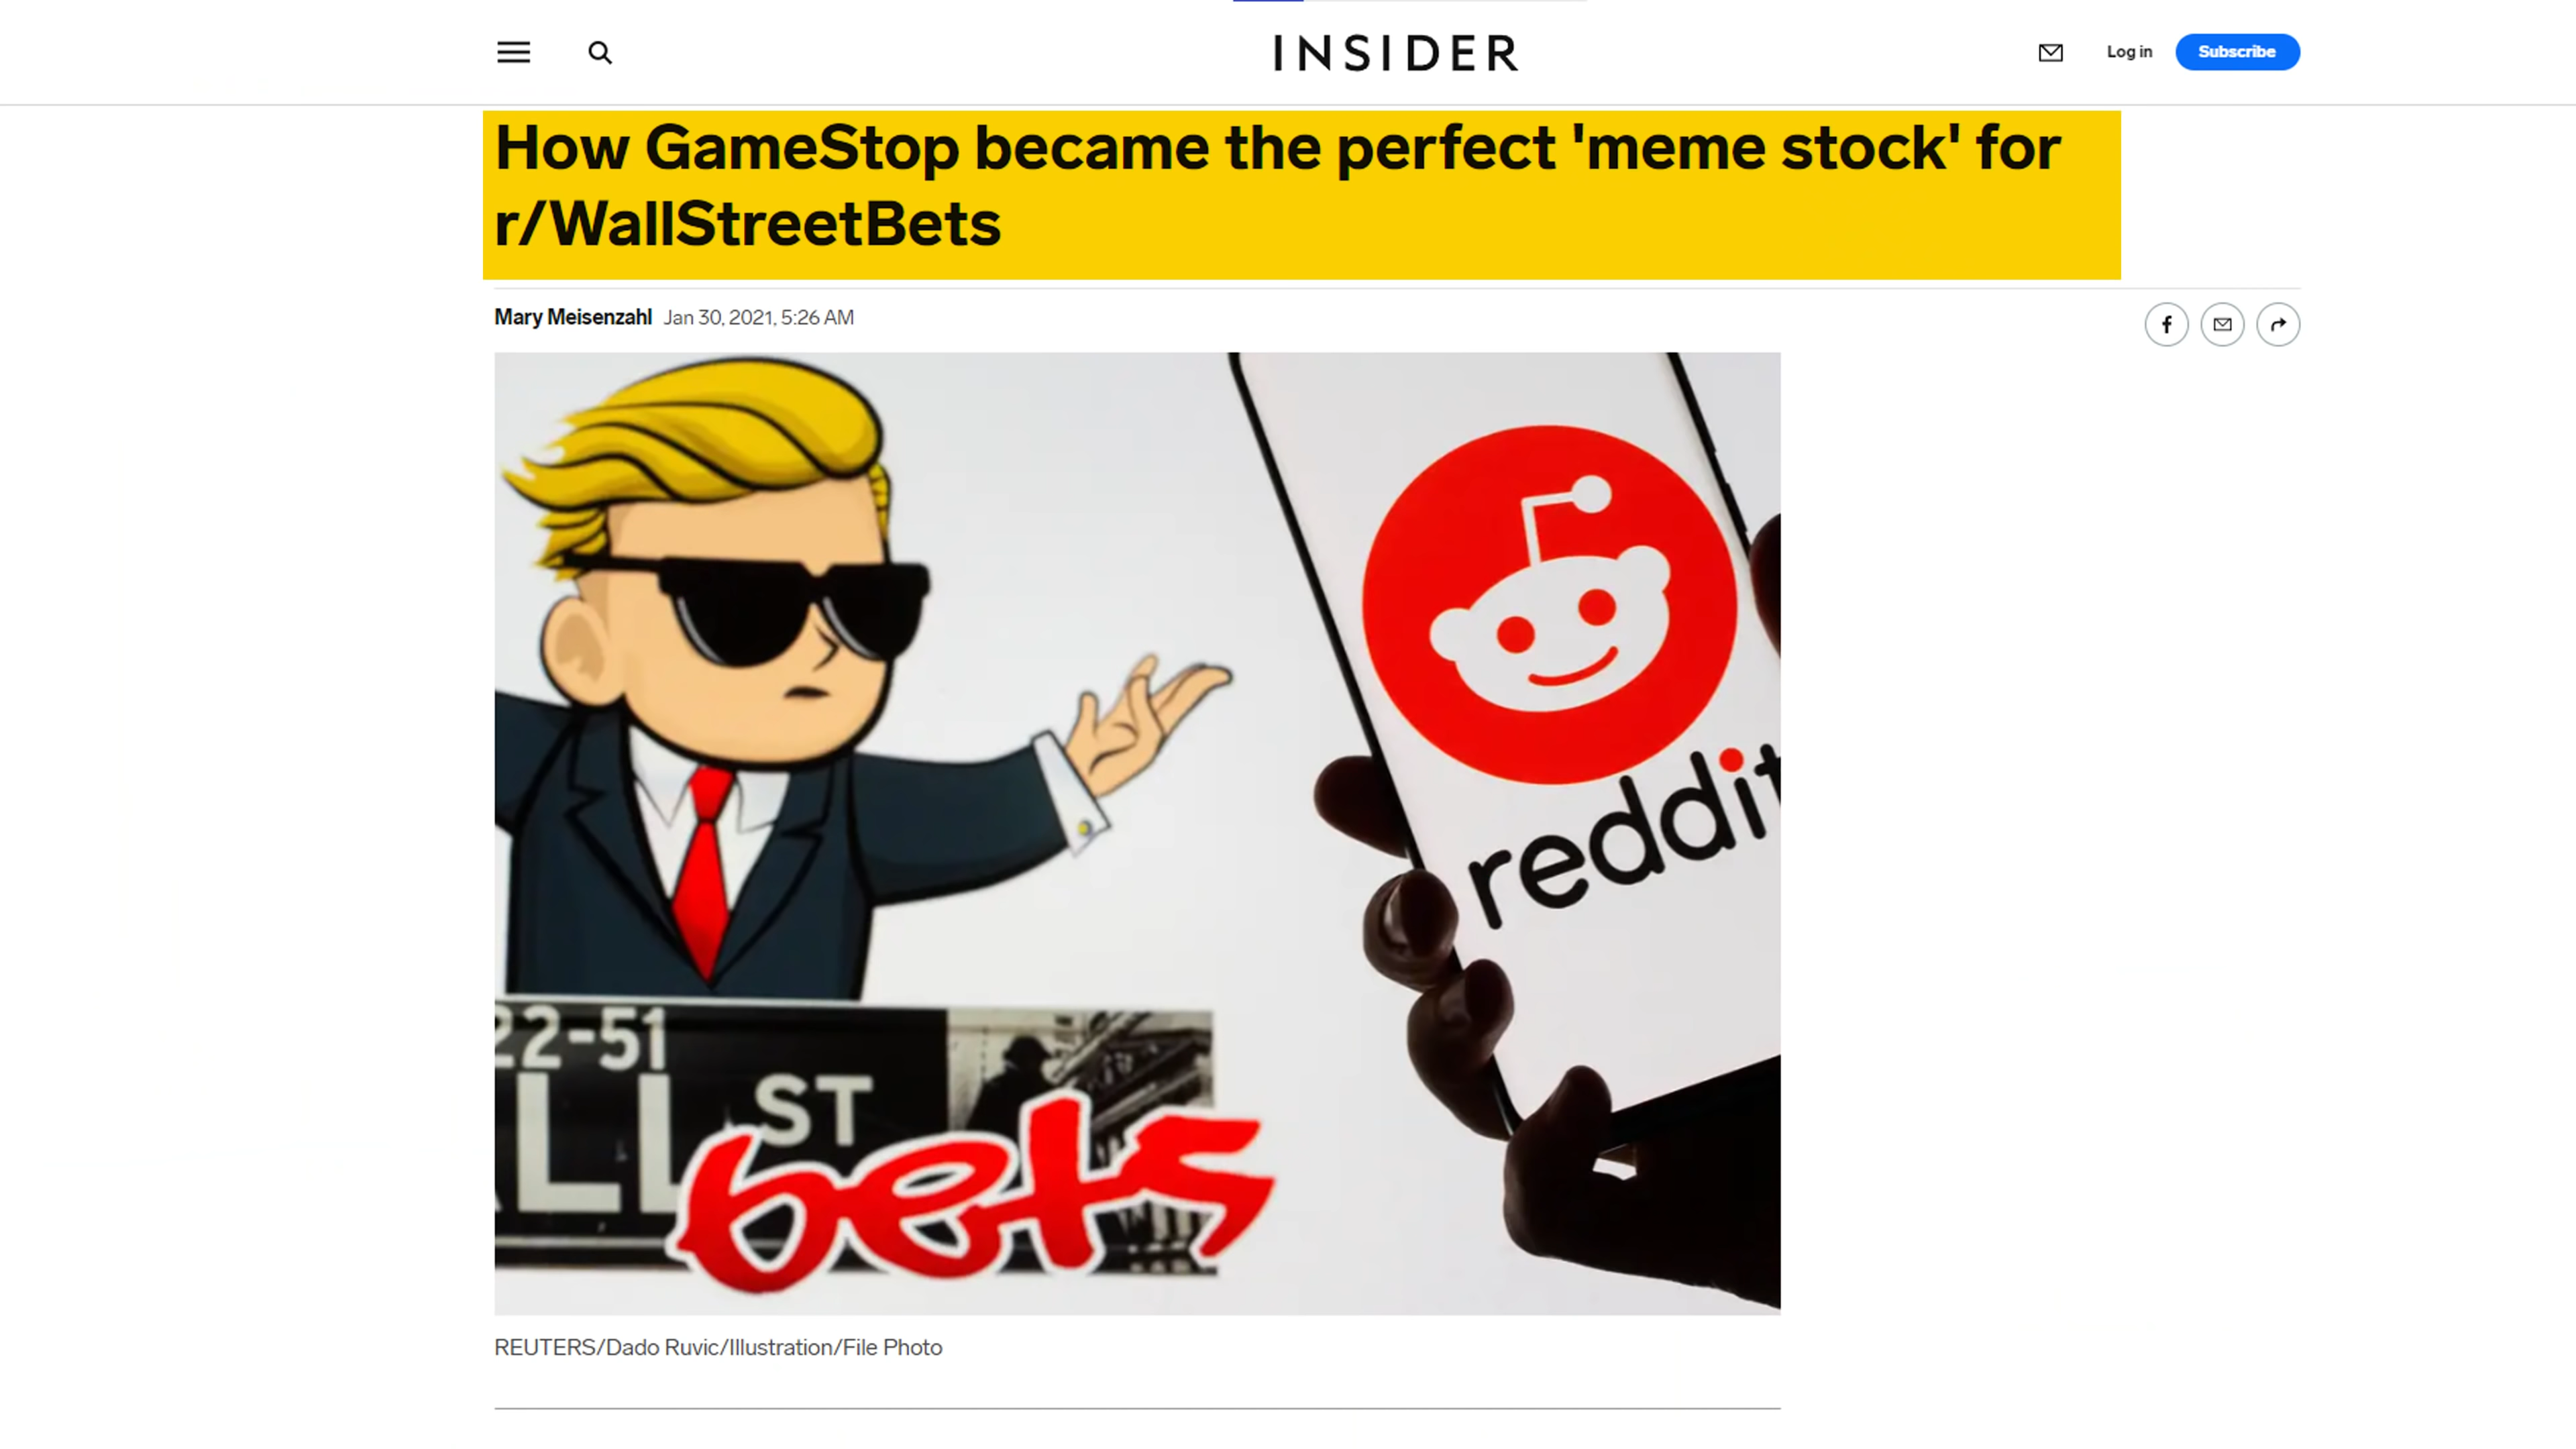 INSIDER
Log in
Subscribe
How GameStop became the perfect 'meme stock' for
r/WallStreetBets
Mary Meisenzahl Jan 30, 2021, 5:26 AM
reddit
22-51
ALL ST
bets
REUTERS/Dado Ruvic/Illustration/File Photo